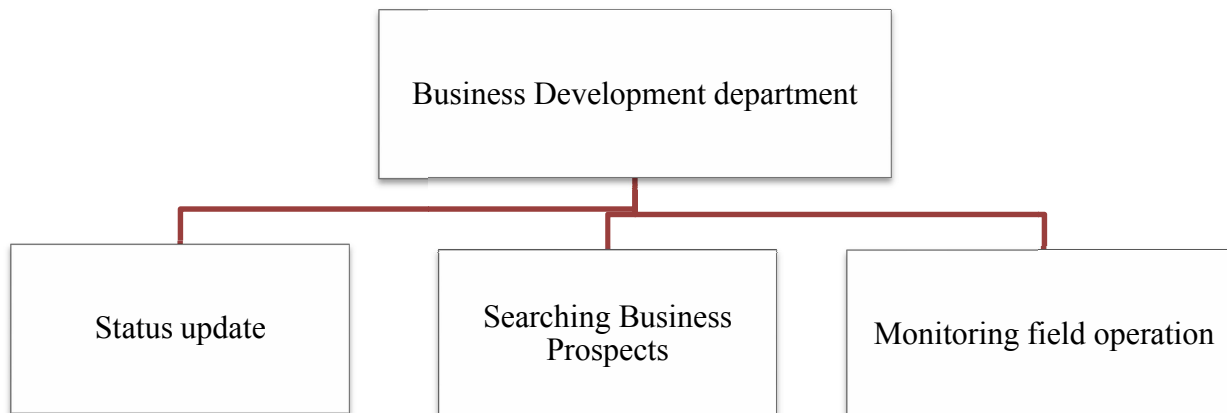 Business Development department
Status update
Searching Business
Prospects
Monitoring field operation